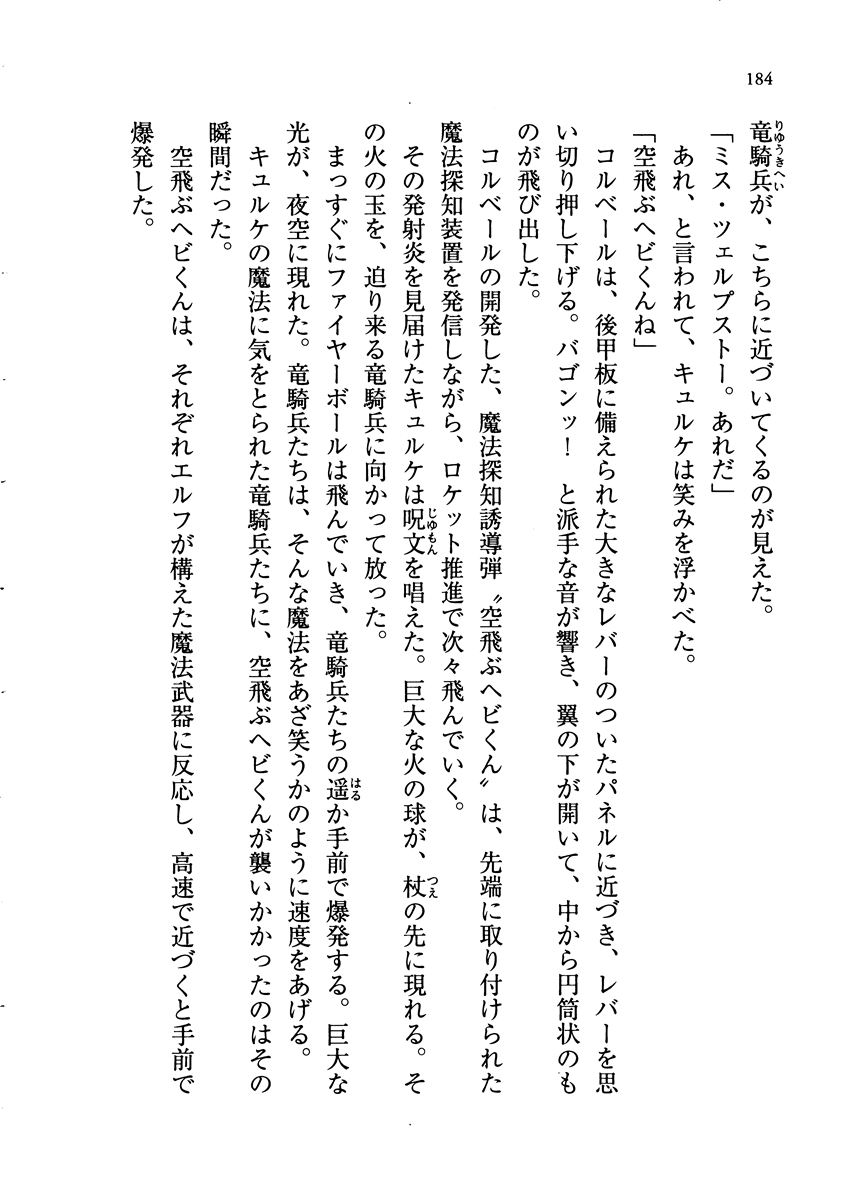 184
竜騎兵が、こちらに近づいてくるのが見えた。
「ミス・ツェルプストー。あれだ」
あれ、と言われて、キュルケは笑みを浮かべた。
「空飛ぶヘビくんね」
コルベールは、後甲板に備えられた大きなレバーのついたパネルに近づき、レバーを思
い切り押し下げる。バゴンッ！　と派手な音が響き、翼の下が開いて、中から円筒状のも
のが飛び出した。
コルベールの開発した、魔法探知誘導弾〝空飛ぶヘビくん〟は、先端に取り付けられた
魔法探知装置を発信しながら、ロケット推進で次々飛んでいく。
その発射炎を見届けたキュルケは呪文を唱えた。巨大な火の球が、杖の先に現れる。そ
の火の玉を、迫り来る竜騎兵に向かって放った。
まっすぐにファイヤーボールは飛んでいき、竜騎兵たちの遥か手前で爆発する。巨大な
光が、夜空に現れた。竜騎兵たちは、そんな魔法をあざ笑うかのように速度をあげる。
キュルケの魔法に気をとられた竜騎兵たちに、空飛ぶヘビくんが襲いかかったのはその
瞬間だった。
空飛ぶヘビくんは、それぞれエルフが構えた魔法武器に反応し、高速で近づくと手前で
爆発した。